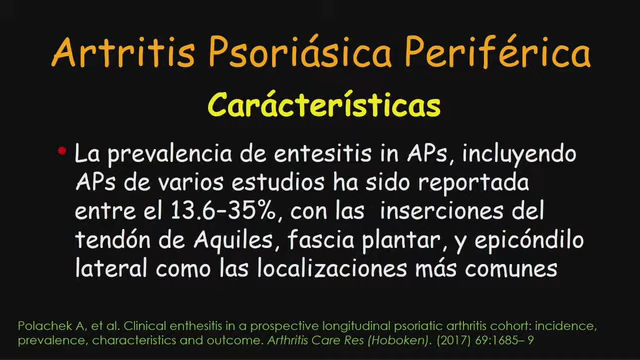 Artritis Psoriásica Periférica
Carácterísticas
• La prevalencia de entesitis in APs, incluyendo
APs de varios estudios ha sido reportada
entre el 13.6–35%, con las inserciones del
tendón de Aquiles, fascia plantar, y epicóndilo
lateral como las localizaciones más comunes
Polachek A, et al. Clinical enthesitis in a prospective longitudinal psoriatic arthritis cohort: incidence,
prevalence, characteristics and outcome. Arthritis Care Res (Hoboken). (2017) 69:1685– 9